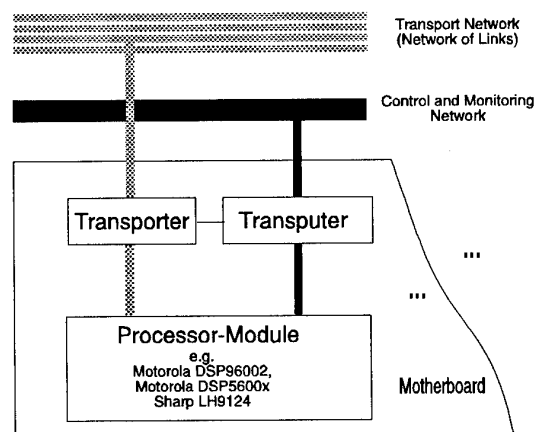 Transport Network
(Network of Links)
Control and Monitoring
Network
Transporter
Transputer
Processor-Module
e.g.
Motorola DSP96002,
Motorola DSP5600x
Sharp LH9124
...
...
Motherboard